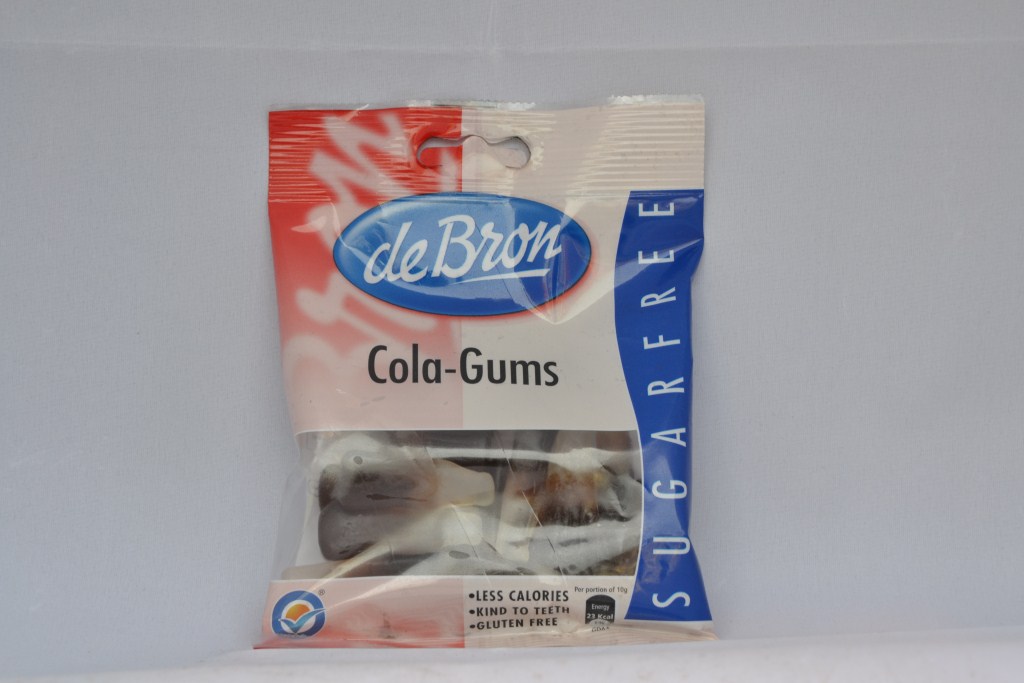 de Bron
Cola-Gums
SUGARFREE
•LESS CALORIES
•KIND TO TEETH
•GLUTEN FREE
Per portion of 10g
Energy
23 Kcal
®